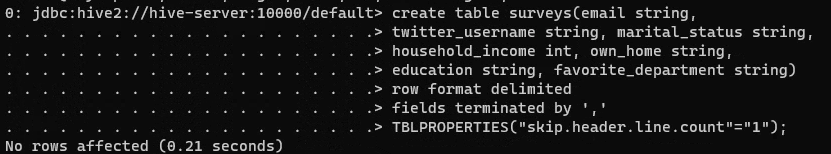 0: jdbc:hive2://hive-server:10000/default> create table surveys(email string,
. . . . . . . . . . . . . . . . . . . . .> twitter_username string, marital_status string,
. . . . . . . . . . . . . . . . . . . . .> household_income int, own_home string,
. . . . . . . . . . . . . . . . . . . . .> education string, favorite_department string)
. . . . . . . . . . . . . . . . . . . . .> row format delimited
. . . . . . . . . . . . . . . . . . . . .> fields terminated by ','
. . . . . . . . . . . . . . . . . . . . .> TBLPROPERTIES("skip.header.line.count"="1");
No rows affected (0.21 seconds)